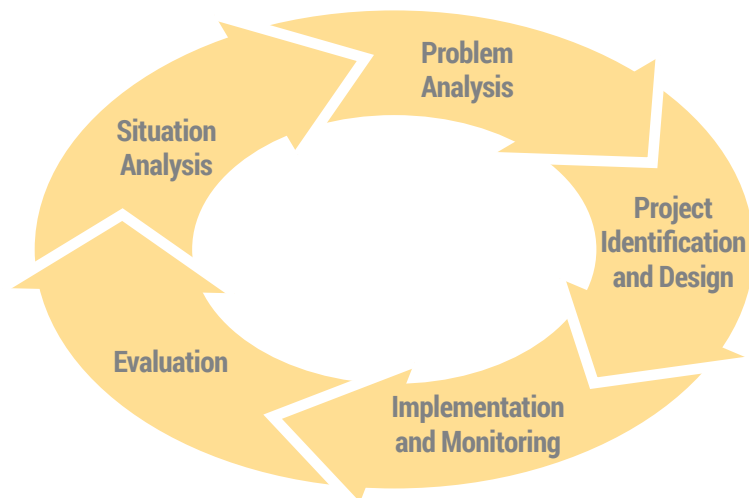 Problem
Analysis
Situation
Analysis
Project
Identification
and Design
Evaluation
Implementation
and Monitoring